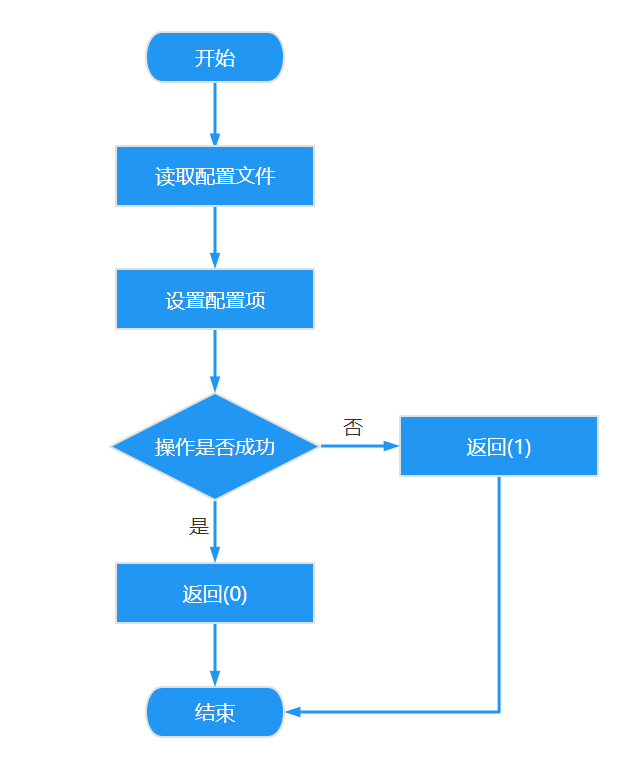 开始
读取配置文件
设置配置项
操作是否成功
否
返回(1)
是
返回(0)
结束